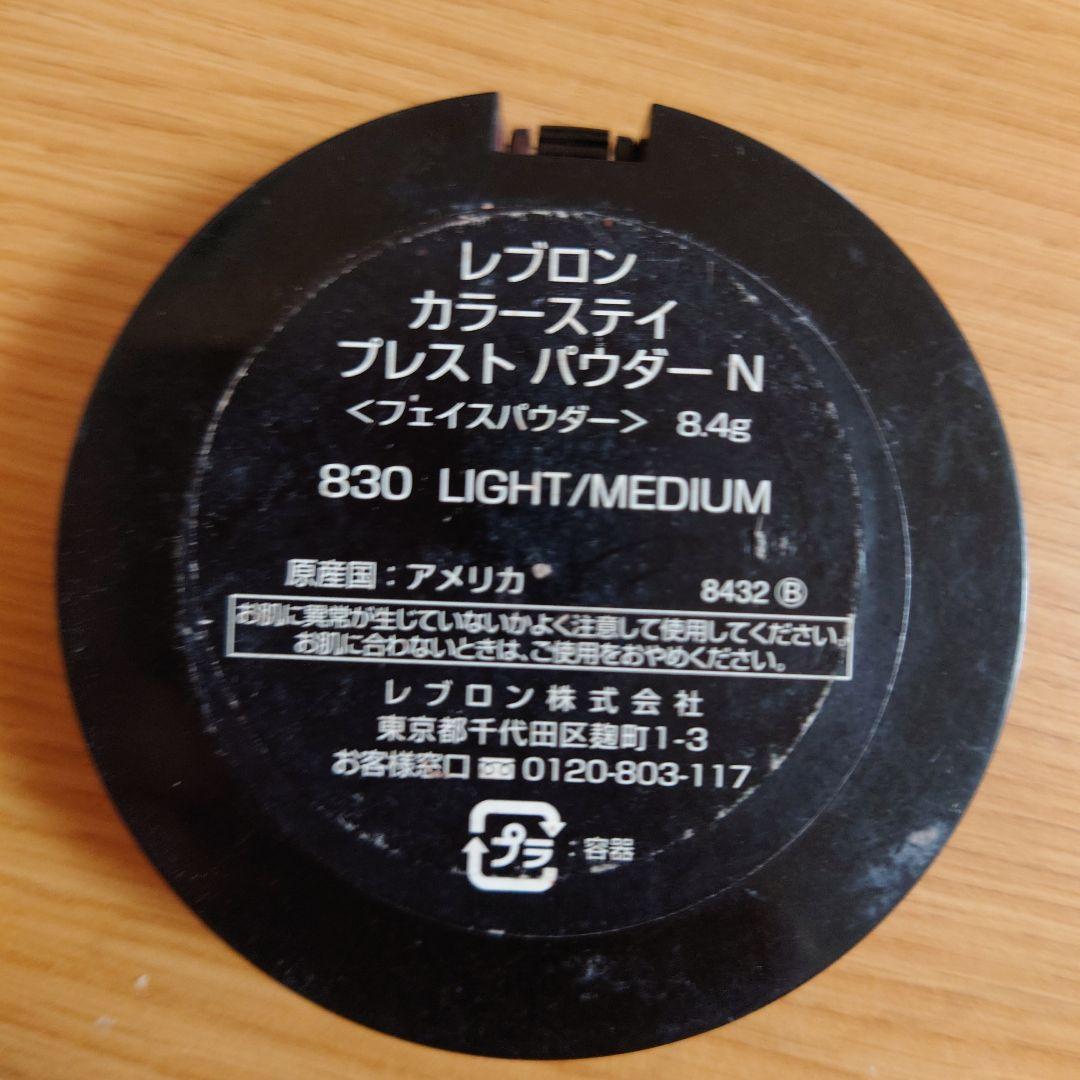 レブロン
カラーステイ
プレスト パウダー N
＜フェイスパウダー＞ 8.4g
830 LIGHT/MEDIUM
原産国：アメリカ 8432 Ⓑ
お肌に異常が生じていないかよく注意して使用してください。
お肌に合わないときは、ご使用をおやめください。
レブロン株式会社
東京都千代田区麹町1-3
お客様窓口 0120-803-117
プラ：容器